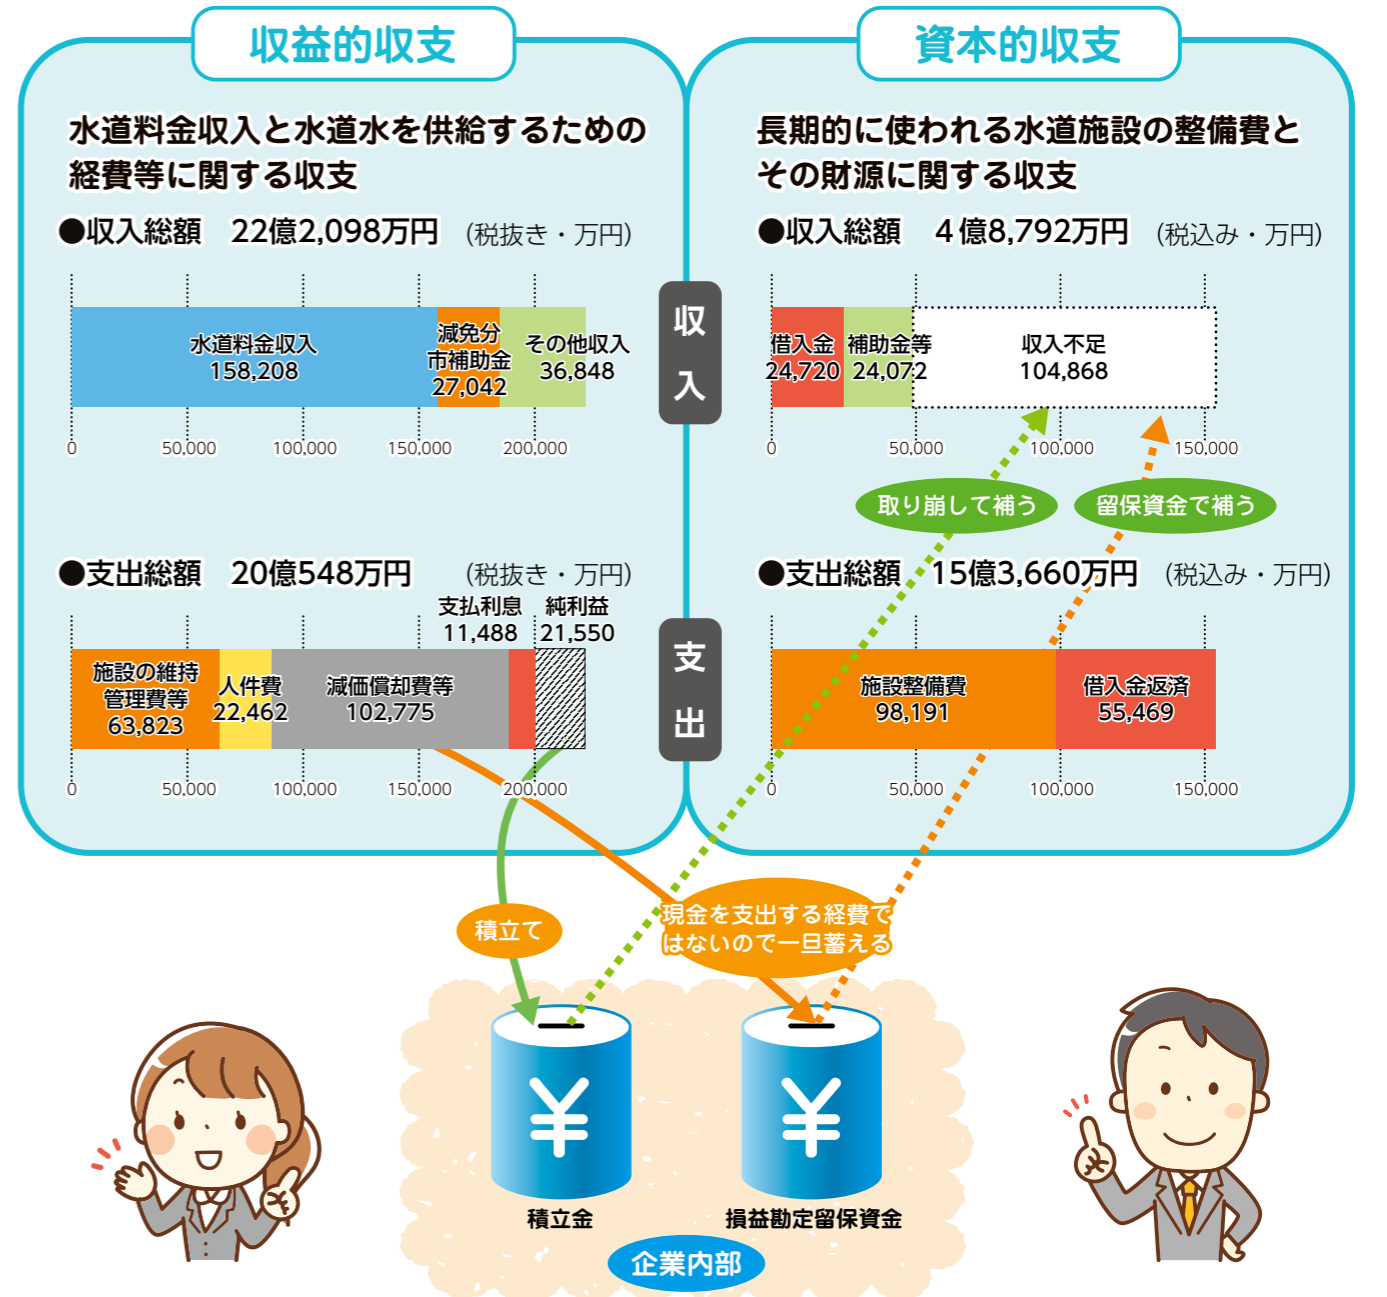 収益的収支
水道料金収入と水道水を供給するための
経費等に関する収支
●収入総額 22億2,098万円 (税抜き・万円)
水道料金収入
158,208
減免分
市補助金
27,042
その他収入
36,848
0 50,000 100,000 150,000 200,000
●支出総額 20億548万円 (税抜き・万円)
支払利息
11,488
純利益
21,550
施設の維持
管理費等
63,823
人件費
22,462
減価償却費等
102,775
0 50,000 100,000 150,000 200,000
収
入
支
出
資本的収支
長期的に使われる水道施設の整備費と
その財源に関する収支
●収入総額 4億8,792万円 (税込み・万円)
借入金
24,720
補助金等
24,072
収入不足
104,868
0 50,000 100,000 150,000
取り崩して補う
留保資金で補う
●支出総額 15億3,660万円 (税込み・万円)
施設整備費
98,191
借入金返済
55,469
0 50,000 100,000 150,000
積立て
現金を支出する経費で
はないので一旦蓄える
¥
¥
積立金
損益勘定留保資金
企業内部